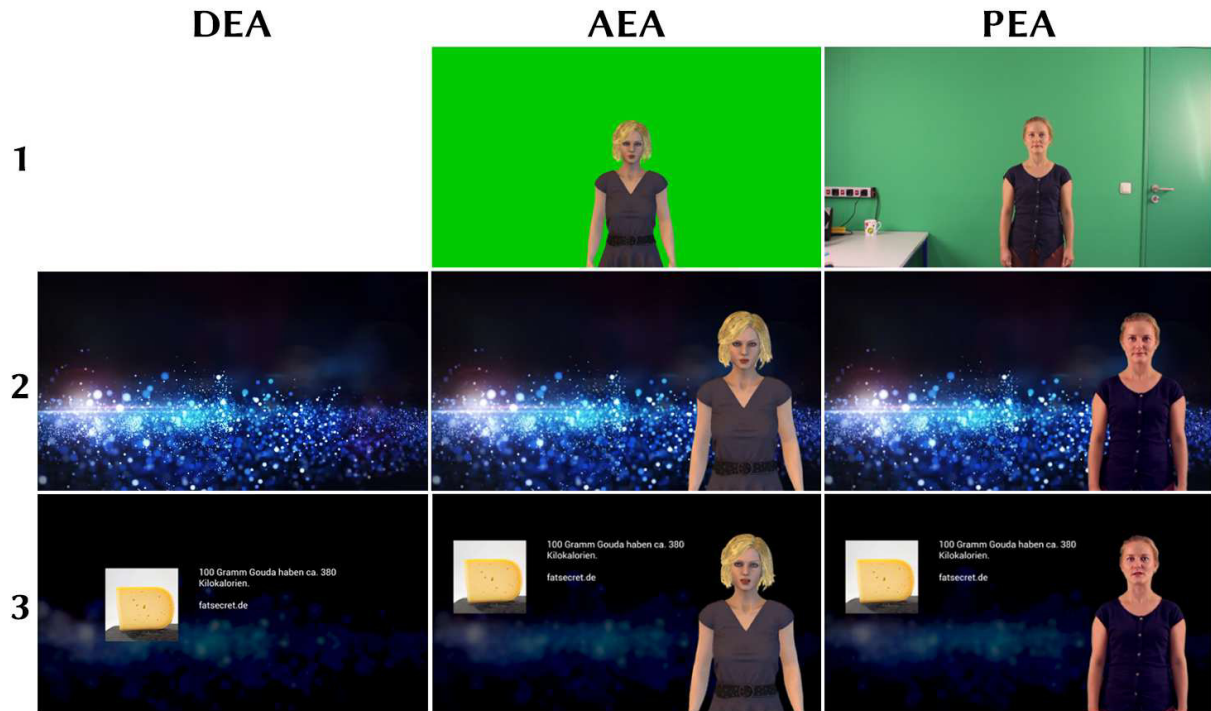 DEA AEA PEA
1
2
3
100 Gramm Gouda haben ca. 380
Kilokalorien.
fatsecret.de
100 Gramm Gouda haben ca. 380
Kilokalorien.
fatsecret.de
100 Gramm Gouda haben ca. 380
Kilokalorien.
fatsecret.de